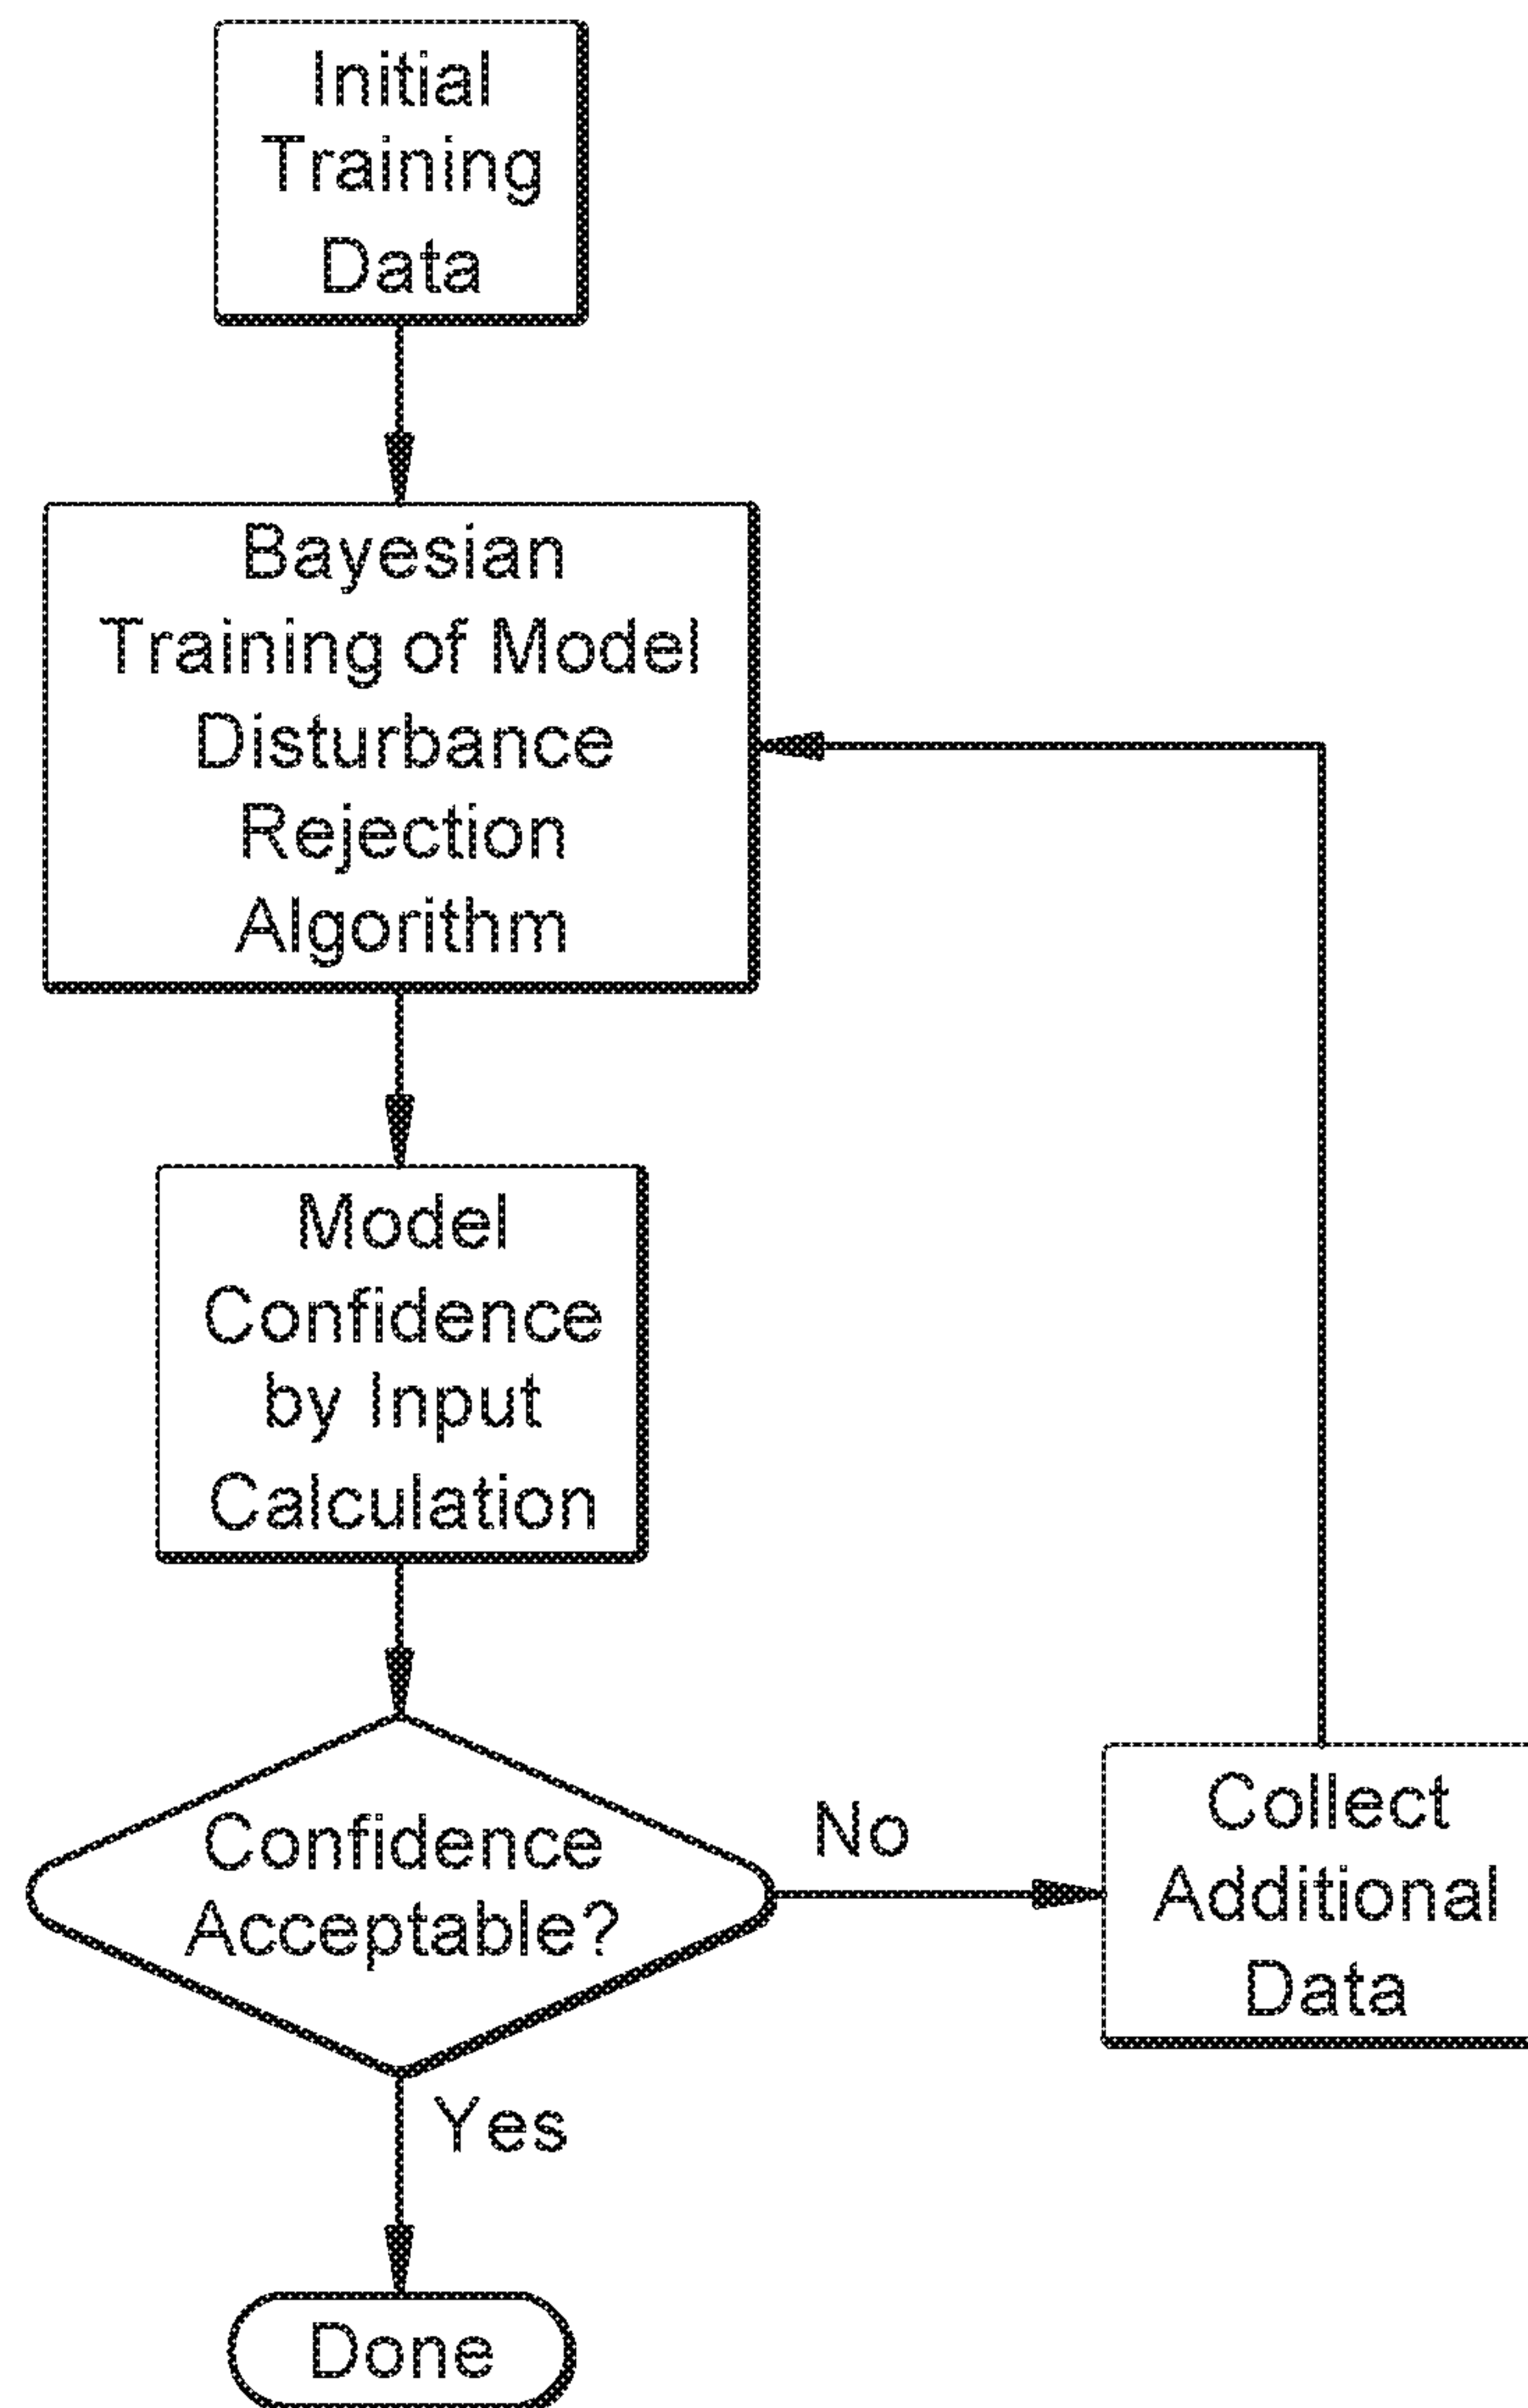 Initial
Training
Data
Bayesian
Training of Model
Disturbance
Rejection
Algorithm
Model
Confidence
by Input
Calculation
Confidence
Acceptable?
No
Collect
Additional
Data
Yes
Done